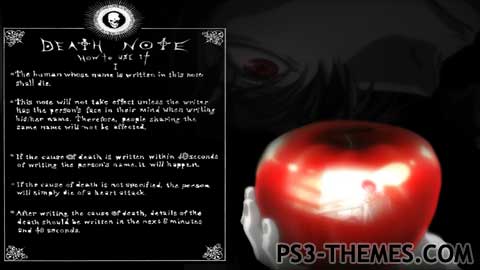 DEATH NOTE
HOW TO USE IT
I
The human whose name is written in this note
shall die.
This note will not take effect unless the writer
has the person's face in their mind when writing
his/her name. Therefore, people sharing the
same name will not be affected.
If the cause of death is written within 40 seconds
of writing the person's name, it will happen.
If the cause of death is not specified, the person
will simply die of a heart attack.
After writing the cause of death, details of the
death should be written in the next 6 minutes
and 40 seconds.
PS3-THEMES.COM